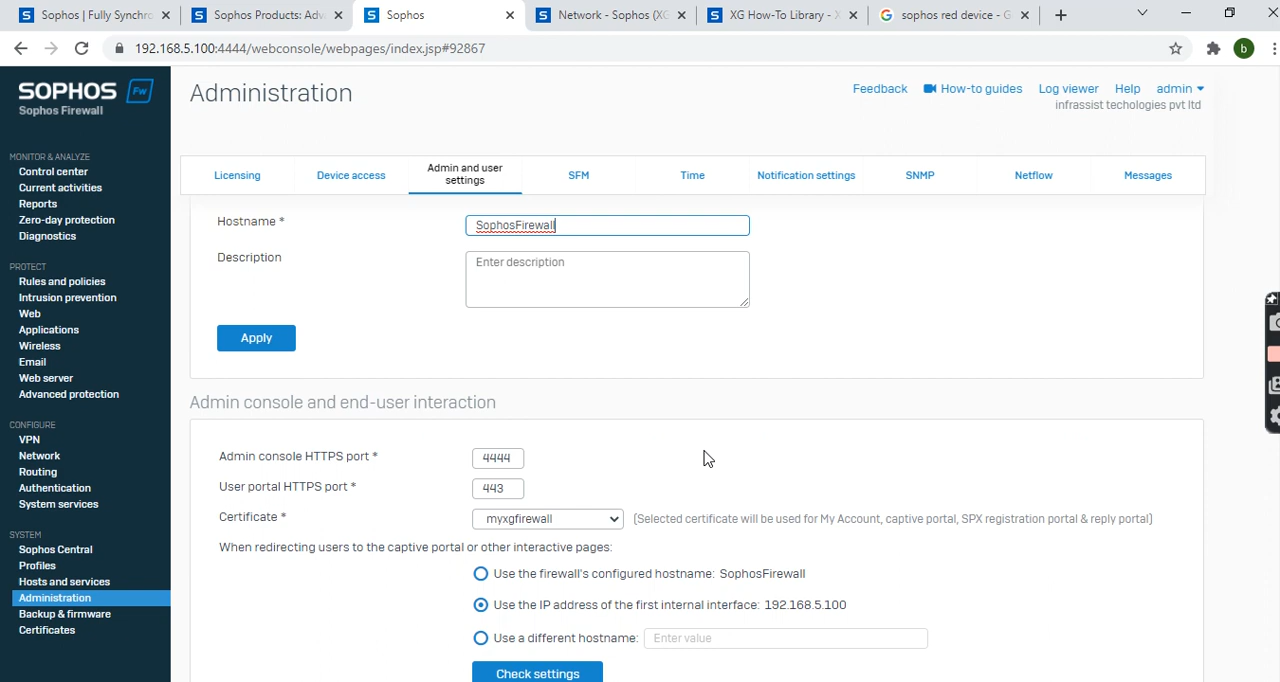 Sophos | Fully Synchro
Sophos Products: Adva
Sophos
Network - Sophos (XG
XG How-To Library - X
sophos red device - G
192.168.5.100:4444/webconsole/webpages/index.jsp#92867
b
SOPHOS Fw
Sophos Firewall
MONITOR & ANALYZE
Control center
Current activities
Reports
Zero-day protection
Diagnostics
PROTECT
Rules and policies
Intrusion prevention
Web
Applications
Wireless
Email
Web server
Advanced protection
CONFIGURE
VPN
Network
Routing
Authentication
System services
SYSTEM
Sophos Central
Profiles
Hosts and services
Administration
Backup & firmware
Certificates
Administration
Feedback How-to guides Log viewer Help admin
infrassist techologies pvt ltd
Licensing
Device access
Admin and user
settings
SFM
Time
Notification settings
SNMP
Netflow
Messages
Hostname * SophosFirewall
Description Enter description
Apply
Admin console and end-user interaction
Admin console HTTPS port * 4444
User portal HTTPS port * 443
Certificate * myxgfirewall (Selected certificate will be used for My Account, captive portal, SPX registration portal & reply portal)
When redirecting users to the captive portal or other interactive pages:
Use the firewall's configured hostname: SophosFirewall
Use the IP address of the first internal interface: 192.168.5.100
Use a different hostname: Enter value
Check settings